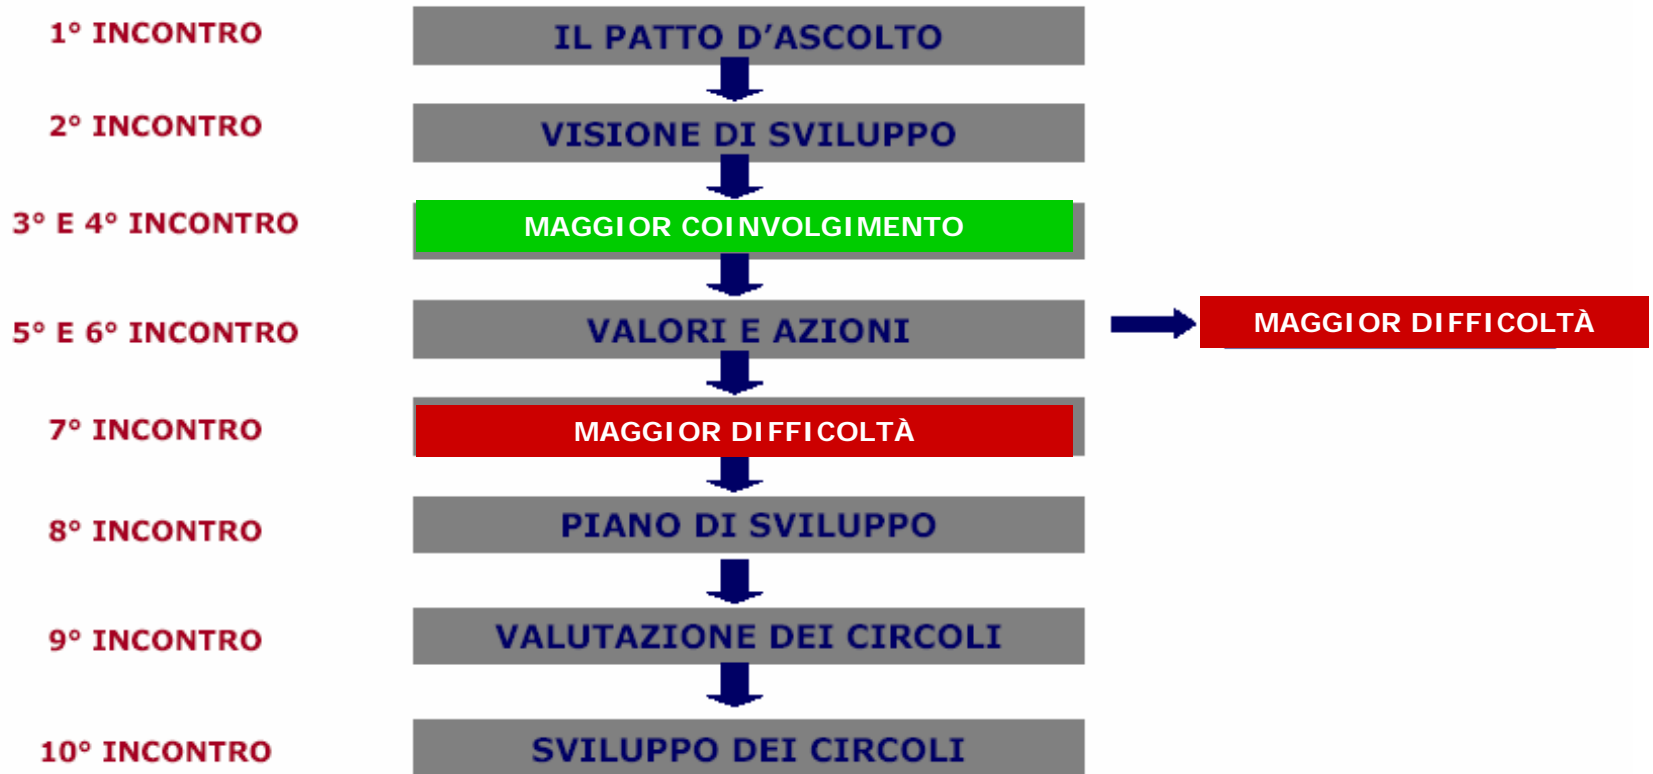 1° INCONTRO
IL PATTO D’ASCOLTO
2° INCONTRO
VISIONE DI SVILUPPO
3° E 4° INCONTRO
MAGGIOR COINVOLGIMENTO
5° E 6° INCONTRO
VALORI E AZIONI
MAGGIOR DIFFICOLTÀ
7° INCONTRO
MAGGIOR DIFFICOLTÀ
8° INCONTRO
PIANO DI SVILUPPO
9° INCONTRO
VALUTAZIONE DEI CIRCOLI
10° INCONTRO
SVILUPPO DEI CIRCOLI